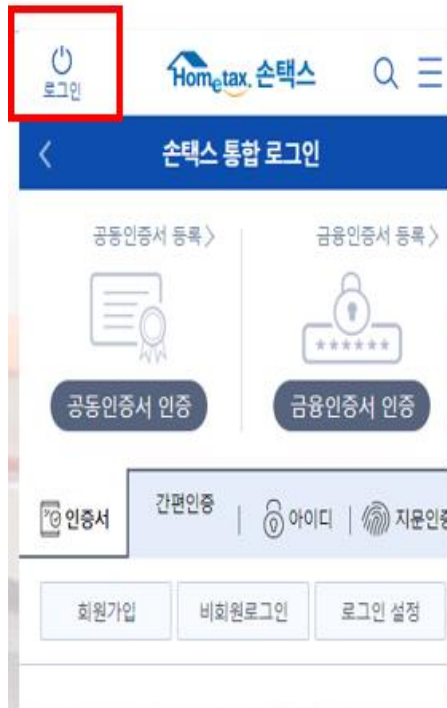 로그인
Hometax. 손택스
손택스 통합 로그인
공동인증서 등록〉
금융인증서 등록〉
******
공동인증서 인증
금융인증서 인증
인증서 간편인증 | 아이디 | 지문인증
회원가입 비회원로그인 로그인 설정